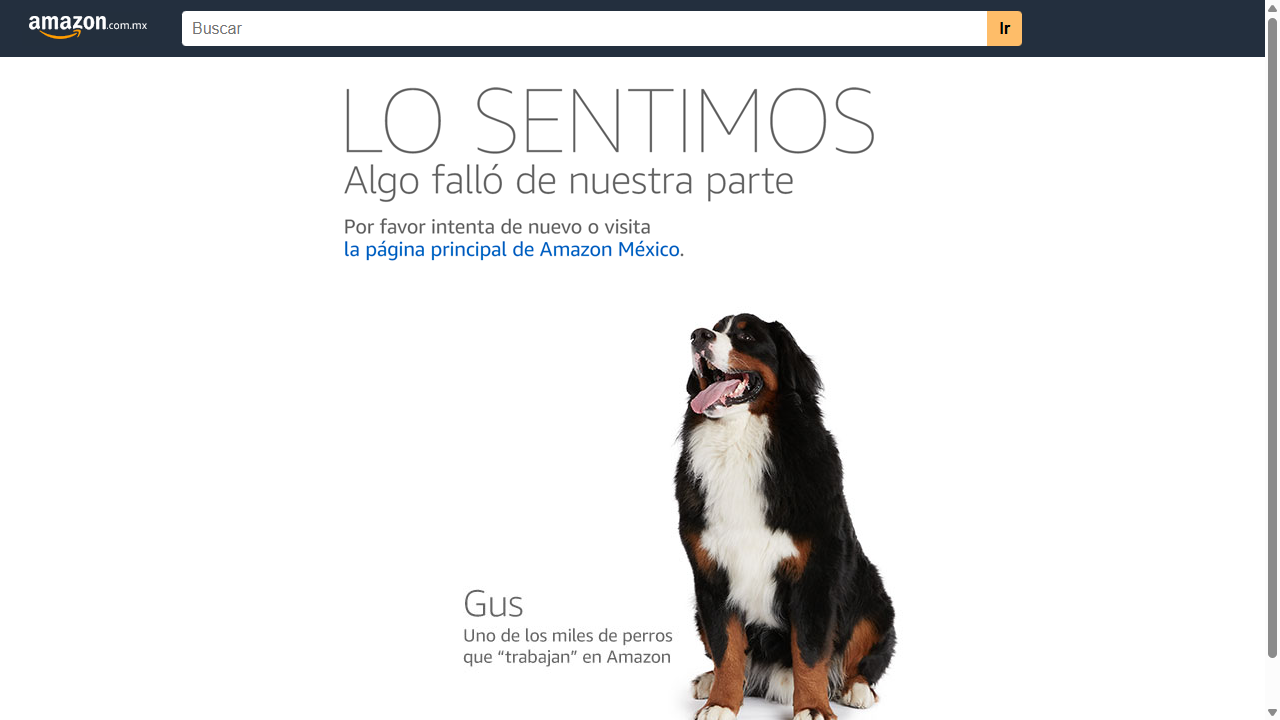 amazon.com.mx
Buscar
Ir
LO SENTIMOS
Algo falló de nuestra parte
Por favor intenta de nuevo o visita
la página principal de Amazon México.
Gus
Uno de los miles de perros
que “trabajan” en Amazon